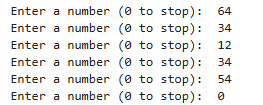 Enter a number (0 to stop):  64
Enter a number (0 to stop):  34
Enter a number (0 to stop):  12
Enter a number (0 to stop):  34
Enter a number (0 to stop):  54
Enter a number (0 to stop):  0